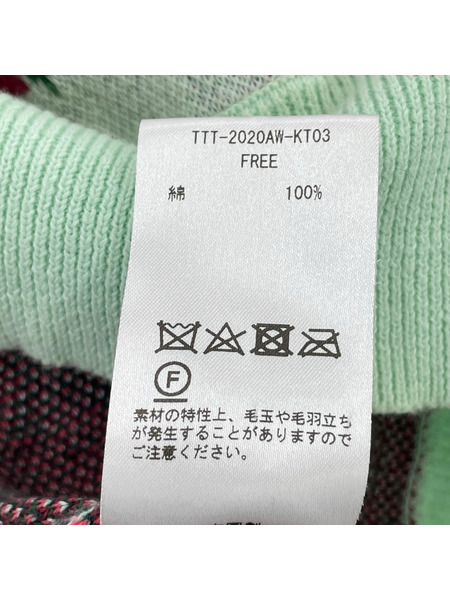 TTT-2020AW-KT03
FREE
綿 100%
F
素材の特性上、毛玉や毛羽立ち
が発生することがありますので
ご注意ください。